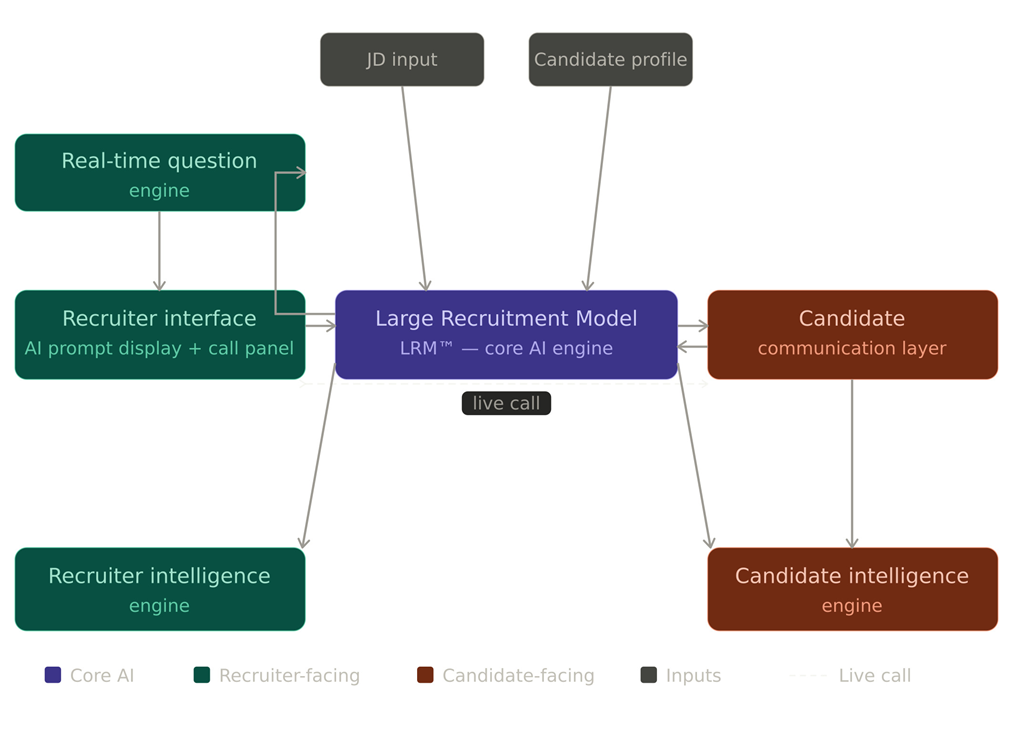 JD input
Candidate profile
Real-time question
engine
Recruiter interface
AI prompt display + call panel
Large Recruitment Model
LRM™ — core AI engine
Candidate
communication layer
live call
Recruiter intelligence
engine
Candidate intelligence
engine
Core AI
Recruiter-facing
Candidate-facing
Inputs
Live call